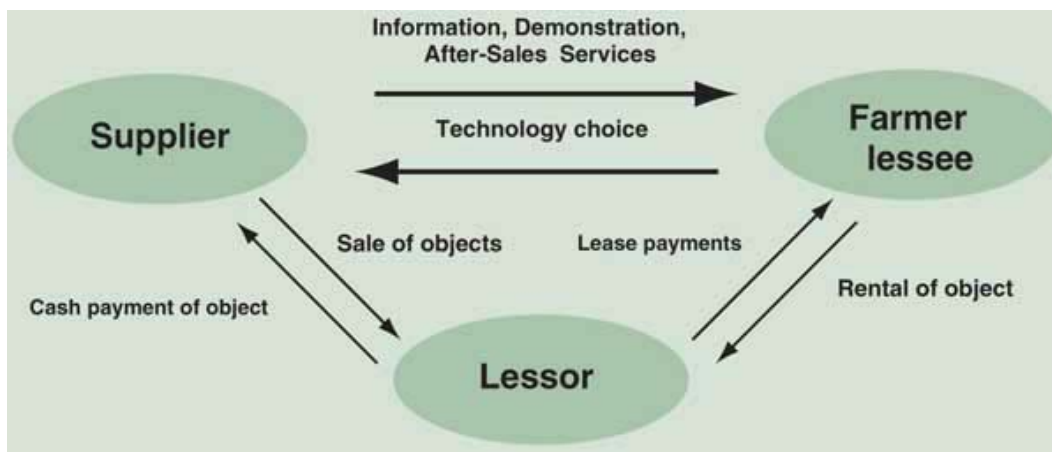 Information, Demonstration,
After-Sales Services
Supplier
Technology choice
Farmer
lessee
Sale of objects
Lease payments
Cash payment of object
Rental of object
Lessor